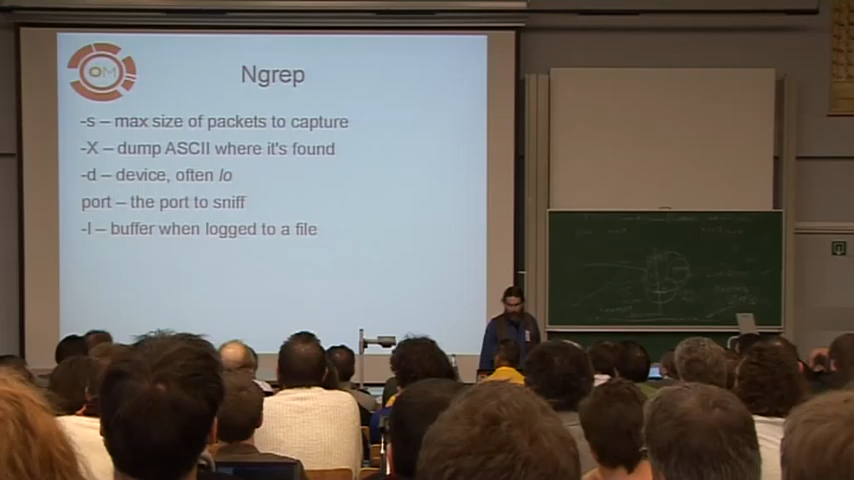 OM
Ngrep
-s – max size of packets to capture
-X – dump ASCII where it's found
-d – device, often lo
port – the port to sniff
-l – buffer when logged to a file